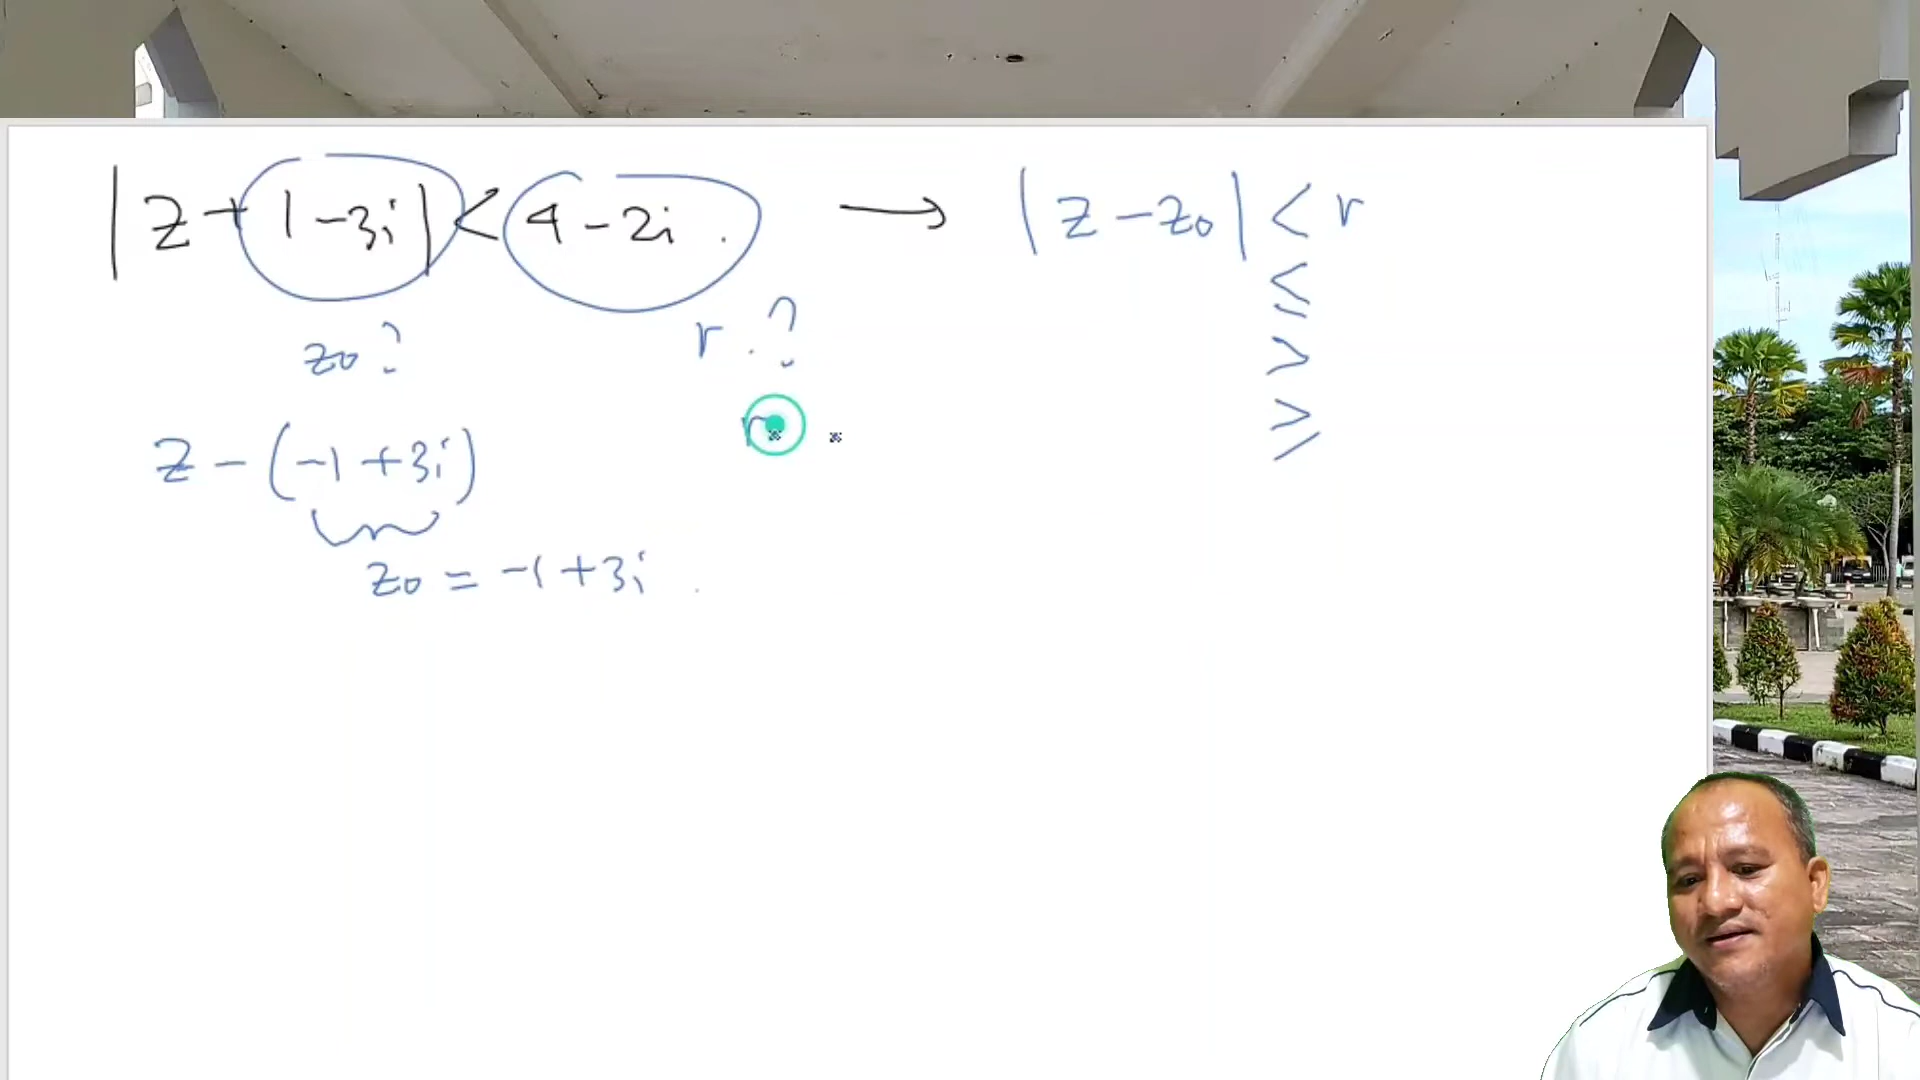 |z + 1 - 3i| < 4 - 2i . → |z - z₀| < r
≤
>
≥
z₀ ?
r . ?
r
z - (-1 + 3i)
z₀ = -1 + 3i .